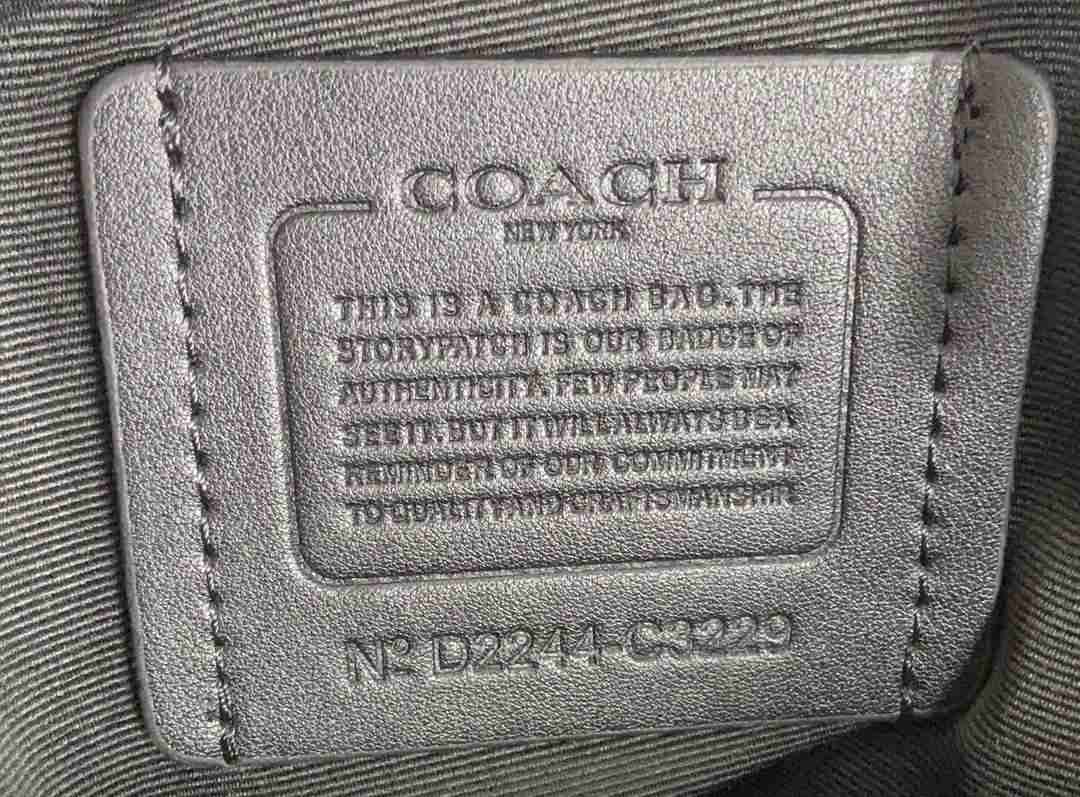 COACH
NEW YORK
THIS IS A COACH BAG. THE
STORYPATCH IS OUR BADGE OF
AUTHENTICITY. FEW PEOPLE MAY
SEE IT. BUT IT WILL ALWAYS BE A
REMINDER OF OUR COMMITMENT
TO QUALITY AND CRAFTSMANSHIP.
Nº D2244-C3229